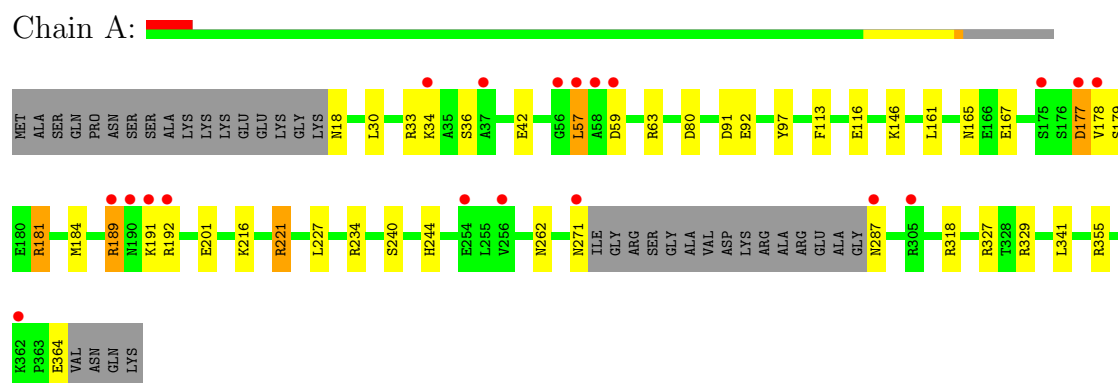 Chain A:
MET ALA SER GLN PRO ASN SER SER ALA LYS LYS LYS GLU GLU LYS GLY LYS N18 L30 R33 K34 A35 S36 A37 E42 G56 L57 A58 D59 R63 D80 D91 E92 Y97 F113 E116 K146 L161 N165 E166 E167 S175 S176 D177 V178 S179
E180 R181 M184 R189 N190 K191 R192 E201 K216 R221 L227 R234 S240 H244 E254 L255 V256 N262 N271 ILE GLY ARG SER GLY ALA VAL ASP LYS ARG ALA ARG GLU ALA GLY N287 R305 R318 R327 T328 R329 L341 R355
K362 P363 E364 VAL ASN GLN LYS